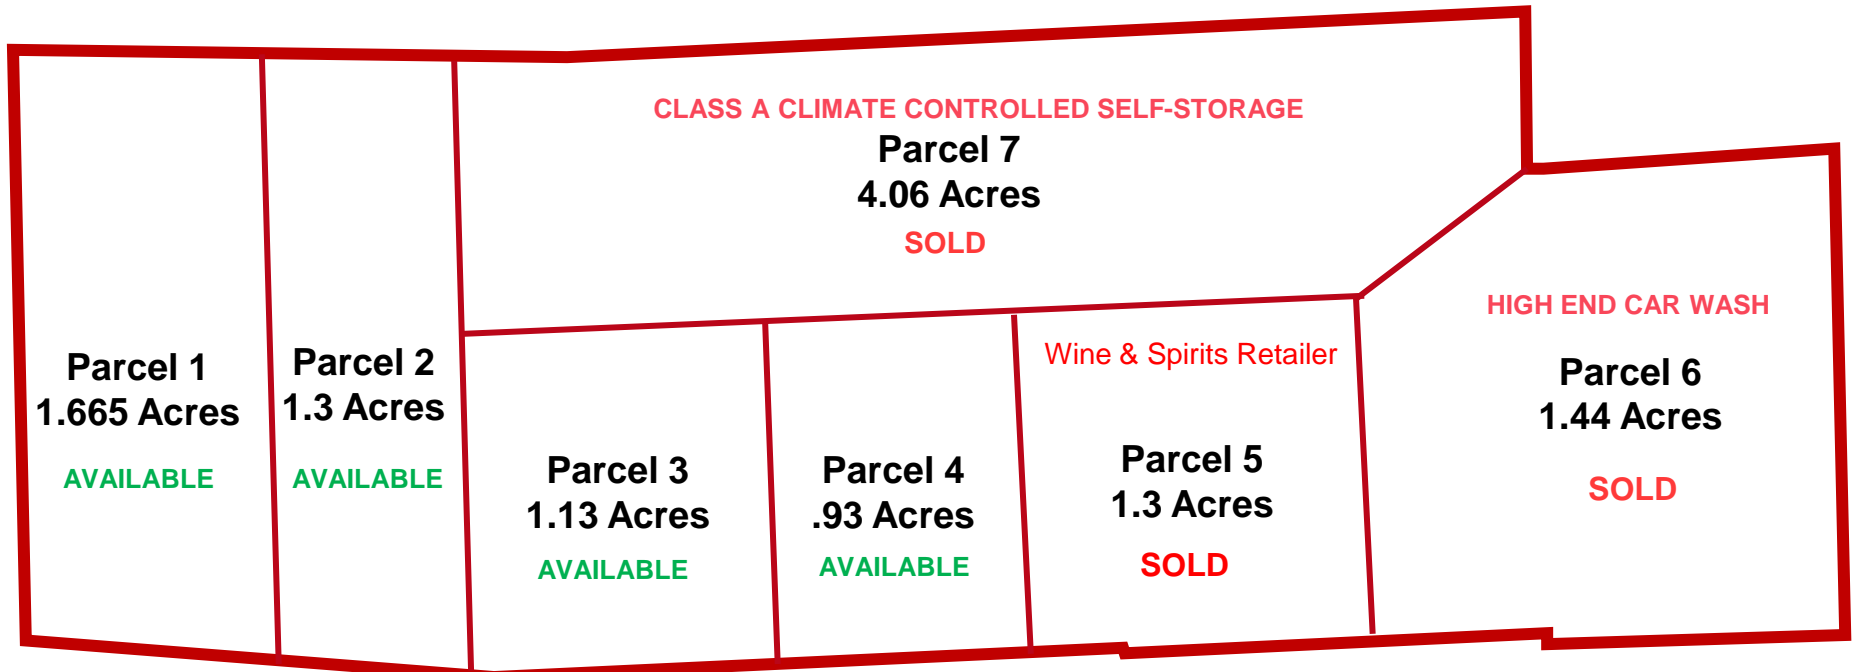 CLASS A CLIMATE CONTROLLED SELF-STORAGE
Parcel 7
4.06 Acres
SOLD
Parcel 1
1.665 Acres
AVAILABLE
Parcel 2
1.3 Acres
AVAILABLE
Parcel 3
1.13 Acres
AVAILABLE
Parcel 4
.93 Acres
AVAILABLE
Wine & Spirits Retailer
Parcel 5
1.3 Acres
SOLD
HIGH END CAR WASH
Parcel 6
1.44 Acres
SOLD